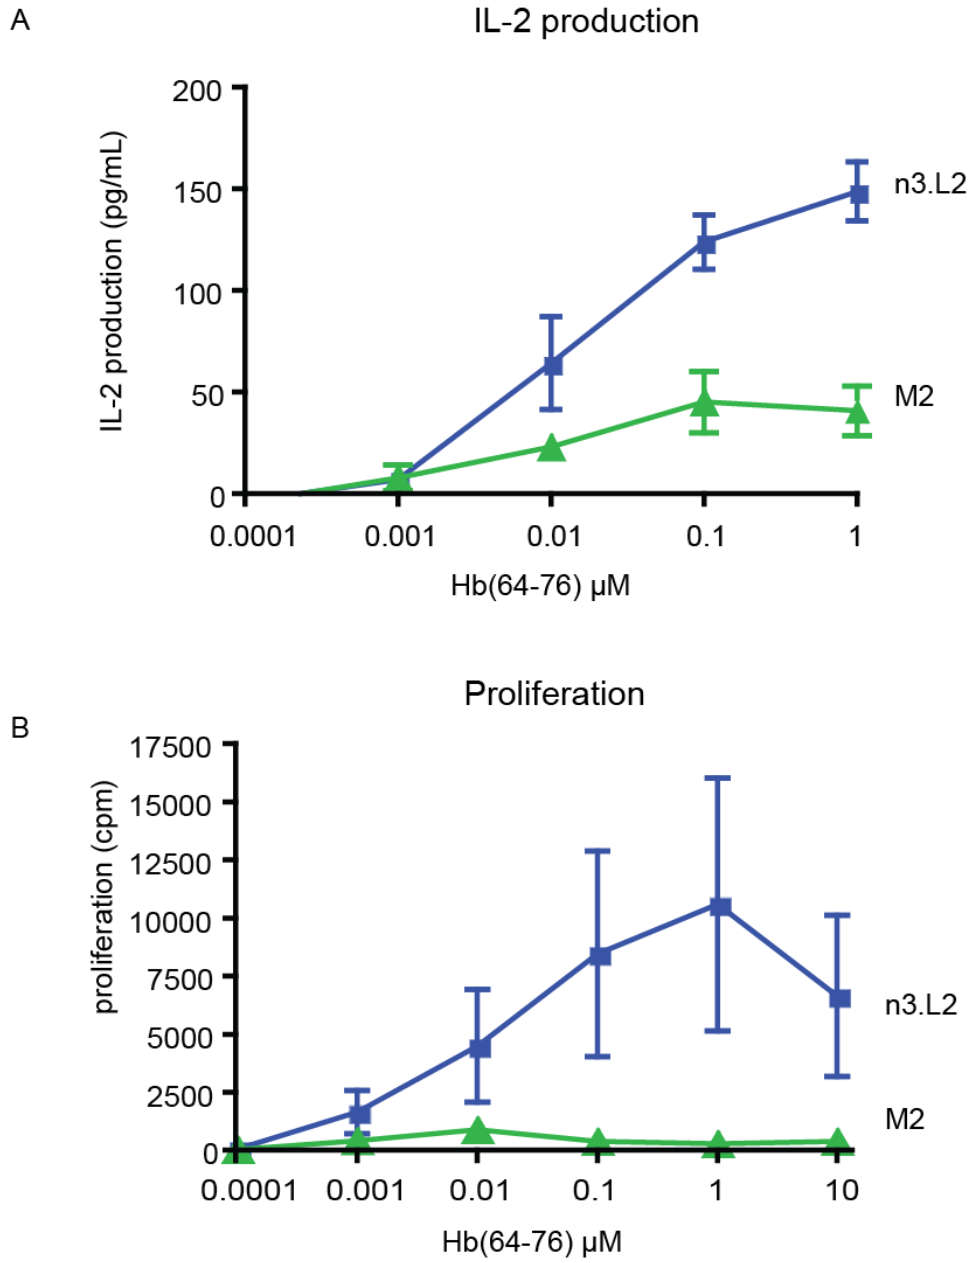 A
IL-2 production
200
150
100
50
0
IL-2 production (pg/mL)
n3.L2
M2
0.0001 0.001 0.01 0.1 1
Hb(64-76) µM
B
Proliferation
17500
15000
12500
10000
7500
5000
2500
0
proliferation (cpm)
n3.L2
M2
0.0001 0.001 0.01 0.1 1 10
Hb(64-76) µM